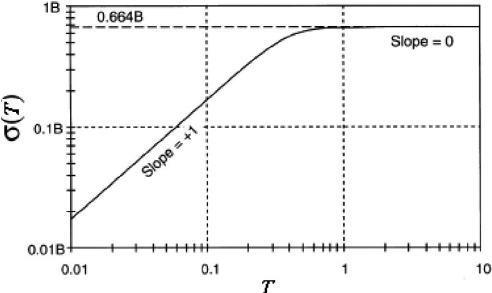 1B
0.664B
Slope = 0
σ(T)
0.1B
Slope = +1
0.01B
0.01
0.1
1
10
T